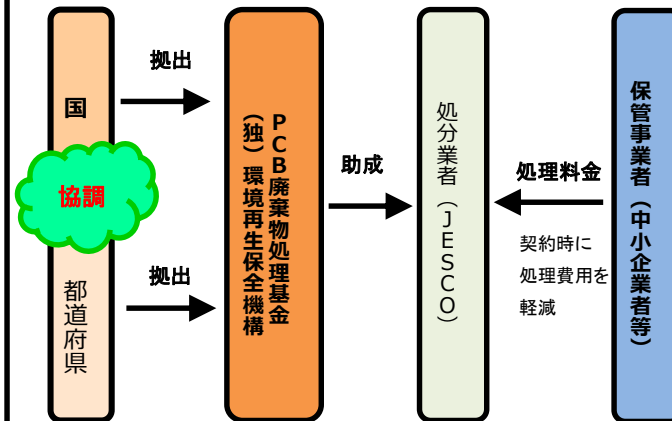 国
協調
都道府県
拠出
拠出
PCB廃棄物処理基金
（独）環境再生保全機構
助成
処分業者（JESCO）
処理料金
契約時に
処理費用を
軽減
保管事業者（中小企業者等）